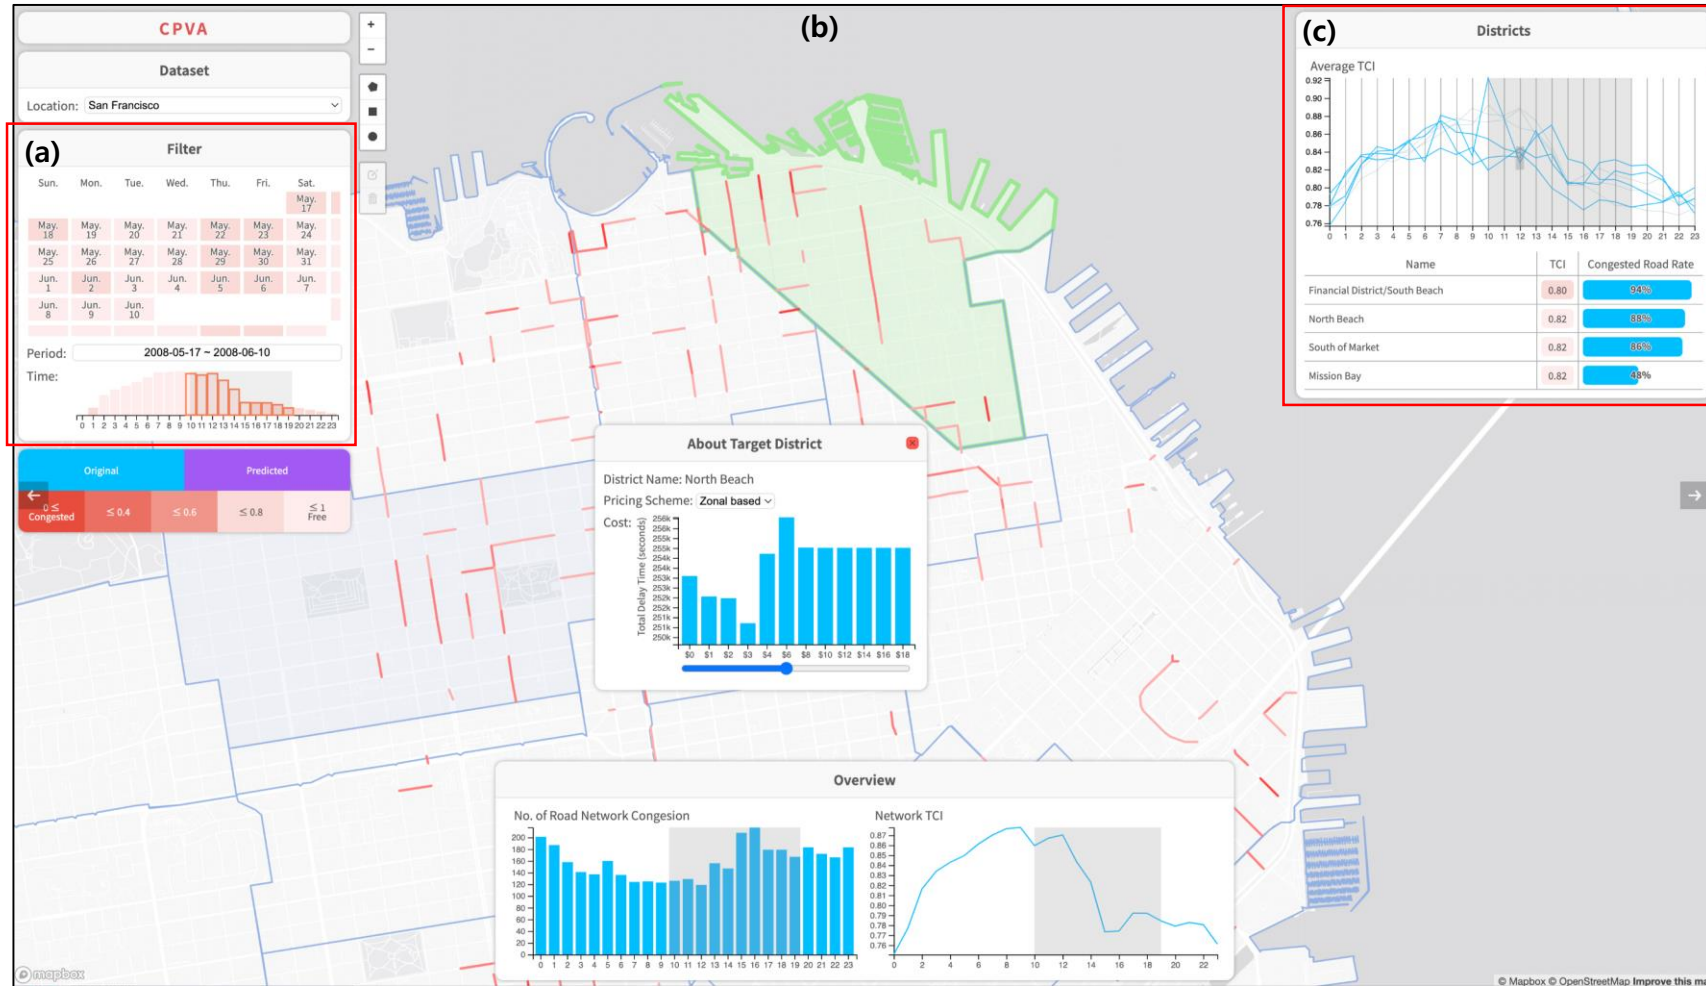 CPVA
Dataset
Location: San Francisco
(a)
Filter
Sun. Mon. Tue. Wed. Thu. Fri. Sat.
May. 17
May. 18 May. 19 May. 20 May. 21 May. 22 May. 23 May. 24
May. 25 May. 26 May. 27 May. 28 May. 29 May. 30 May. 31
Jun. 1 Jun. 2 Jun. 3 Jun. 4 Jun. 5 Jun. 6 Jun. 7
Jun. 8 Jun. 9 Jun. 10
Period: 2008-05-17 ~ 2008-06-10
Time:
0 1 2 3 4 5 6 7 8 9 10 11 12 13 14 15 16 17 18 19 20 21 22 23
Original Predicted
0 ≤ Congested ≤ 0.4 ≤ 0.6 ≤ 0.8 ≤ 1 Free
+
−
(b)
About Target District
District Name: North Beach
Pricing Scheme: Zonal based
Cost:
Total Delay Time (seconds)
256k
256k
255k
255k
254k
254k
253k
253k
252k
252k
251k
251k
250k
$0 $1 $2 $3 $4 $6 $8 $10 $12 $14 $16 $18
Overview
No. of Road Network Congesion
200
180
160
140
120
100
80
60
40
20
0
0 1 2 3 4 5 6 7 8 9 10 11 12 13 14 15 16 17 18 19 20 21 22 23
Network TCI
0.87
0.86
0.85
0.84
0.83
0.82
0.81
0.80
0.79
0.78
0.77
0.76
0 2 4 6 8 10 12 14 16 18 20 22
(c)
Districts
Average TCI
0.92
0.90
0.88
0.86
0.84
0.82
0.80
0.78
0.76
0 1 2 3 4 5 6 7 8 9 10 11 12 13 14 15 16 17 18 19 20 21 22 23
Name TCI Congested Road Rate
Financial District/South Beach 0.80 94%
North Beach 0.82 88%
South of Market 0.82 86%
Mission Bay 0.82 48%
mapbox
© Mapbox © OpenStreetMap Improve this m